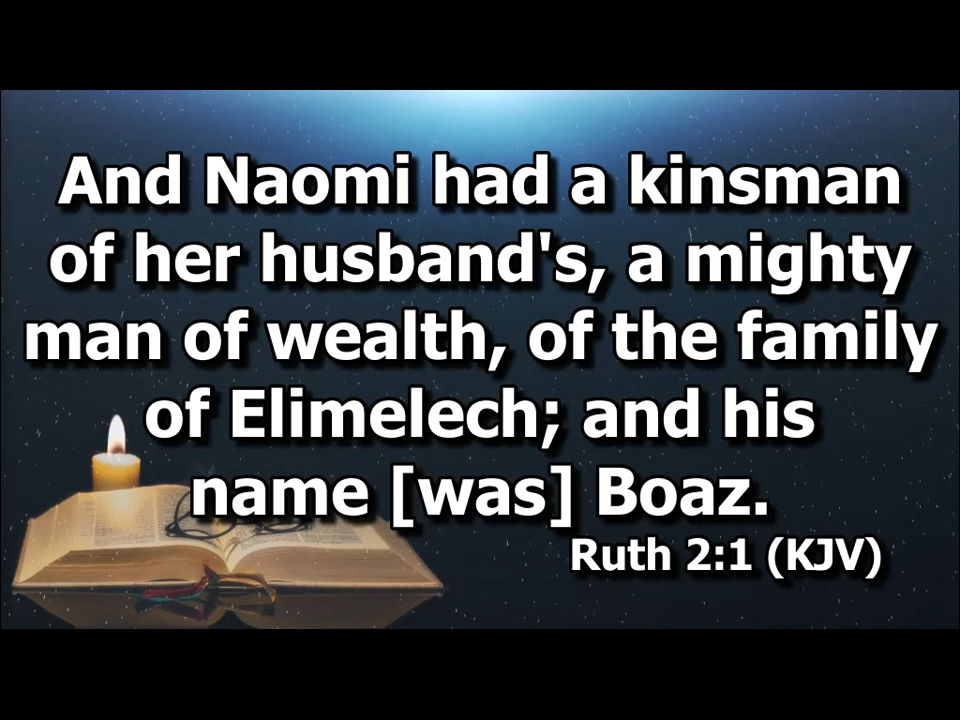 And Naomi had a kinsman
of her husband's, a mighty
man of wealth, of the family
of Elimelech; and his
name [was] Boaz.
Ruth 2:1 (KJV)